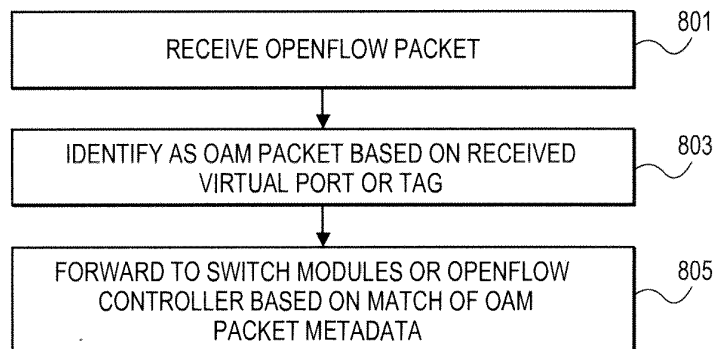 RECEIVE OPENFLOW PACKET
801
IDENTIFY AS OAM PACKET BASED ON RECEIVED
VIRTUAL PORT OR TAG
803
FORWARD TO SWITCH MODULES OR OPENFLOW
CONTROLLER BASED ON MATCH OF OAM
PACKET METADATA
805